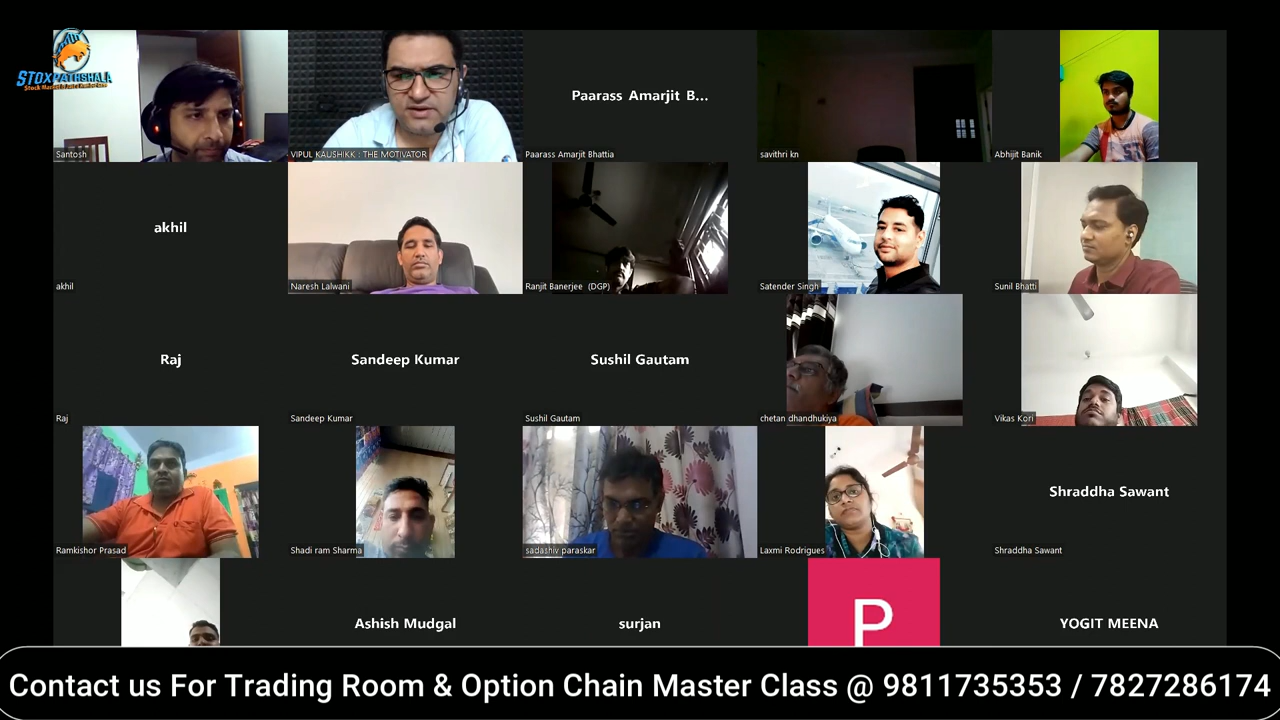 STOXPATHSHALA
Santosh
VIPUL KAUSHIKK : THE MOTIVATOR
Paarass Amarjit B...
Paarass Amarjit Bhattia
savithri kn
Abhijit Banik
akhil
akhil
Naresh Lalwani
Ranjit Banerjee (DGP)
Satender Singh
Sunil Bhatti
Raj
Raj
Sandeep Kumar
Sandeep Kumar
Sushil Gautam
Sushil Gautam
chetan dhandhukiya
Vikas Kori
Ramkishor Prasad
Shadi ram Sharma
sadashiv paraskar
Laxmi Rodrigues
Shraddha Sawant
Shraddha Sawant
Ashish Mudgal
surjan
P
YOGIT MEENA
Contact us For Trading Room & Option Chain Master Class @ 9811735353 / 7827286174